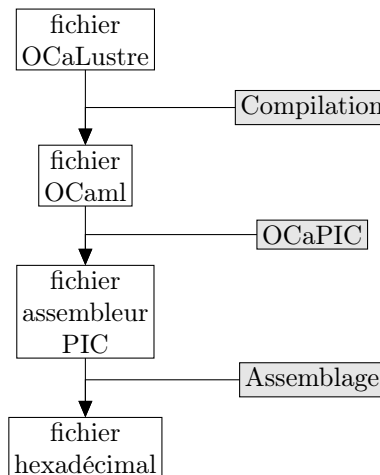 fichier
OCaLustre
Compilation
fichier
OCaml
OCaPIC
fichier
assembleur
PIC
Assemblage
fichier
hexadécimal